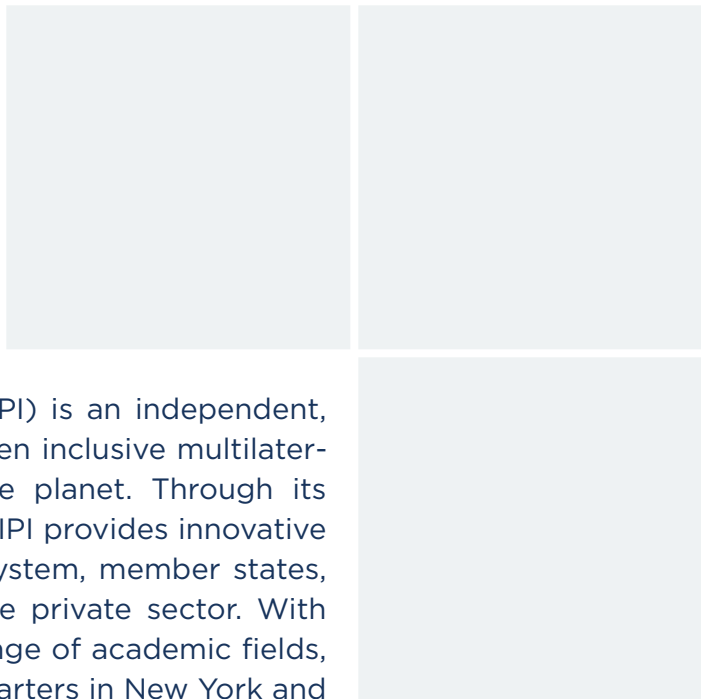 PI) is an independent,
en inclusive multilater-
e planet. Through its
IPI provides innovative
ystem, member states,
e private sector. With
nge of academic fields,
arters in New York and